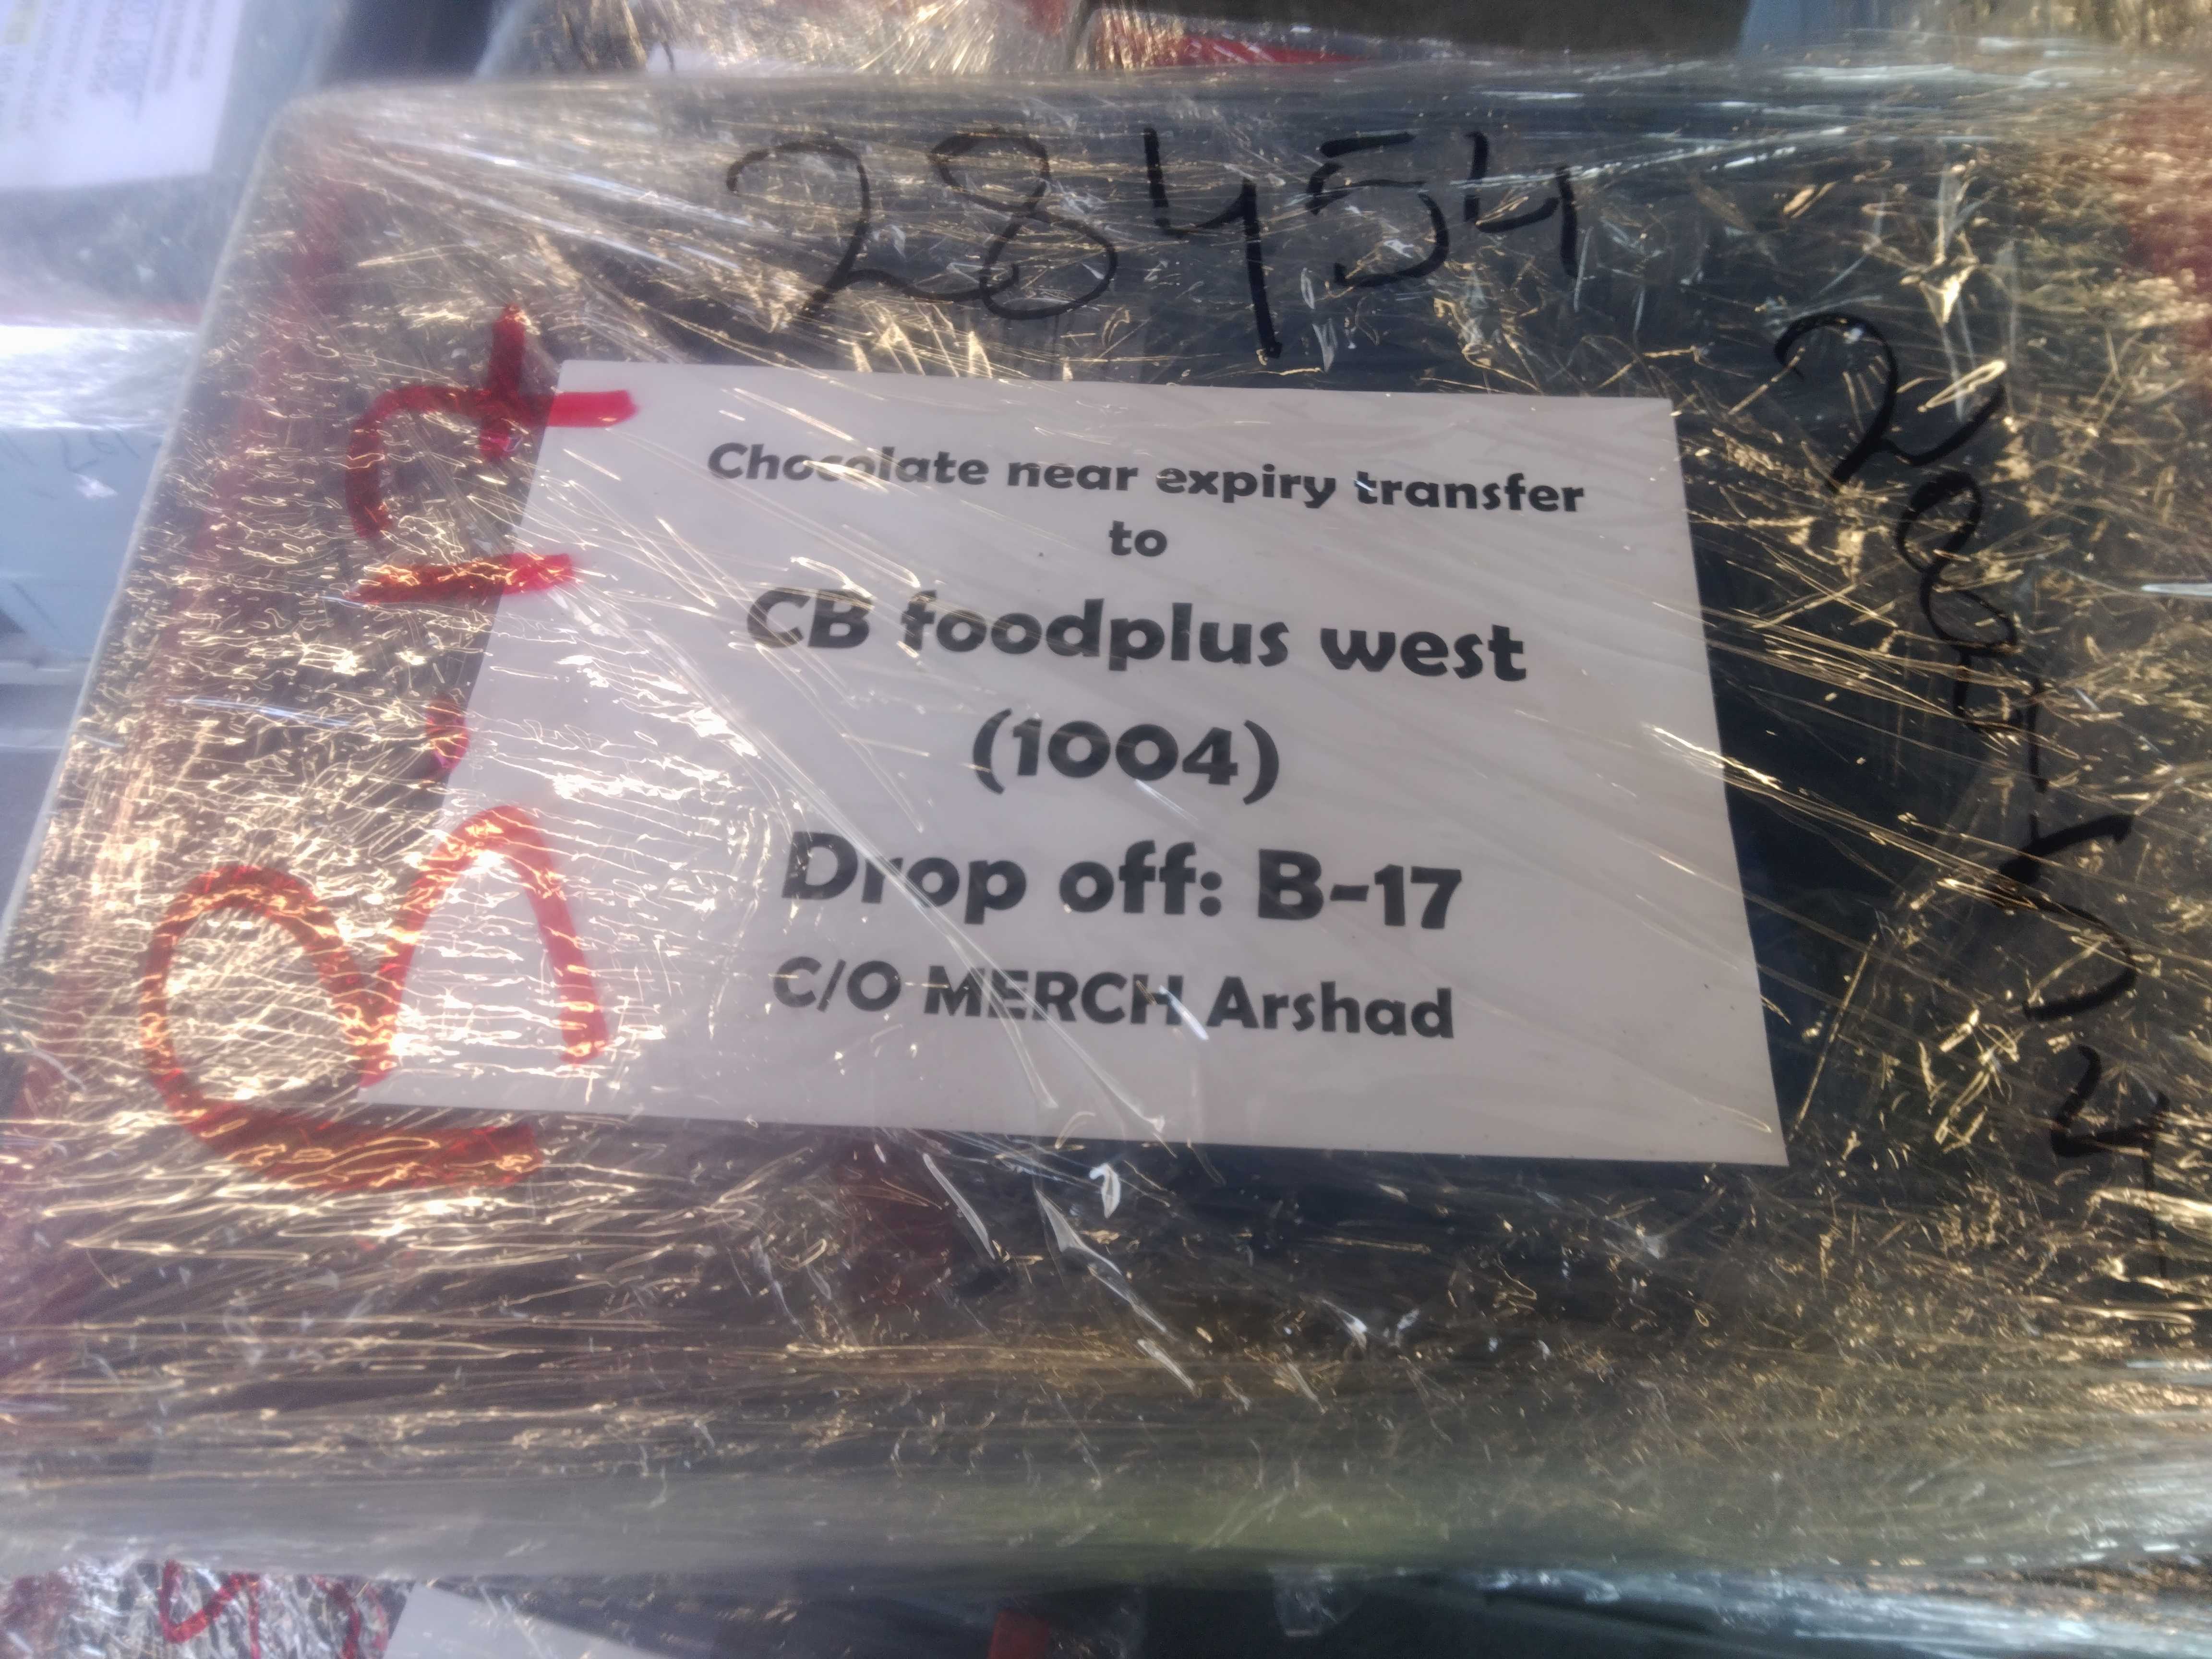 28454
Chocolate near expiry transfer
to
CB foodplus west
(1004)
Drop off: B-17
C/O MERCH Arshad